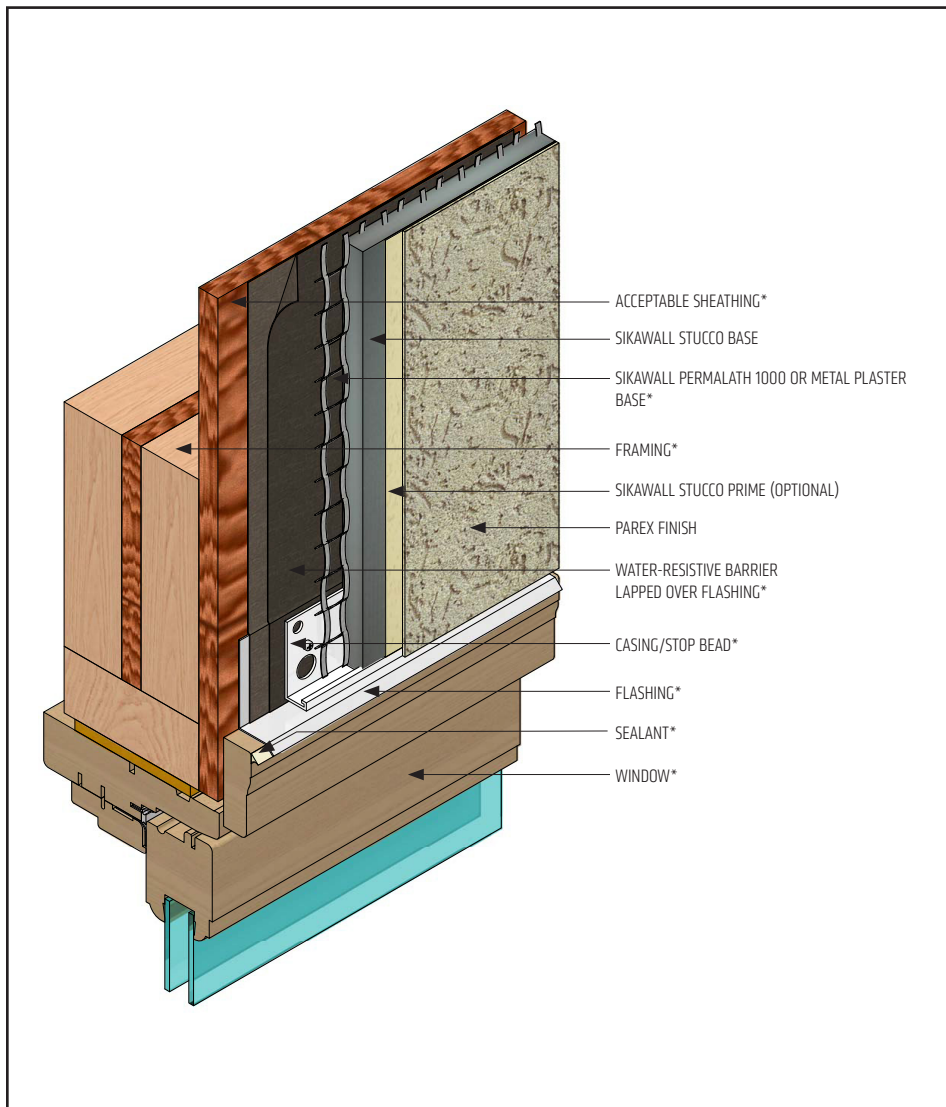 ACCEPTABLE SHEATHING*
SIKAWALL STUCCO BASE
SIKAWALL PERMALATH 1000 OR METAL PLASTER
BASE*
FRAMING*
SIKAWALL STUCCO PRIME (OPTIONAL)
PAREX FINISH
WATER-RESISTIVE BARRIER
LAPPED OVER FLASHING*
CASING/STOP BEAD*
FLASHING*
SEALANT*
WINDOW*